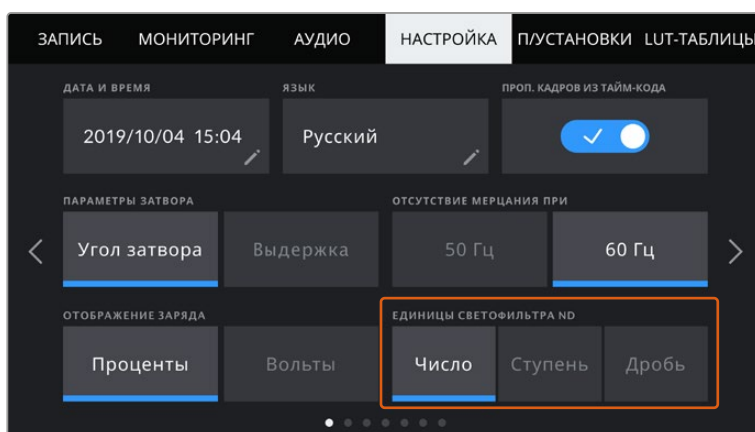 ЗАПИСЬ МОНИТОРИНГ АУДИО НАСТРОЙКА П/УСТАНОВКИ LUT-ТАБЛИЦЫ
ДАТА И ВРЕМЯ ЯЗЫК ПРОП. КАДРОВ ИЗ ТАЙМ-КОДА
2019/10/04 15:04 Русский
ПАРАМЕТРЫ ЗАТВОРА ОТСУТСТВИЕ МЕРЦАНИЯ ПРИ
Угол затвора Выдержка 50 Гц 60 Гц
ОТОБРАЖЕНИЕ ЗАРЯДА ЕДИНИЦЫ СВЕТОФИЛЬТРА ND
Проценты Вольты Число Ступень Дробь